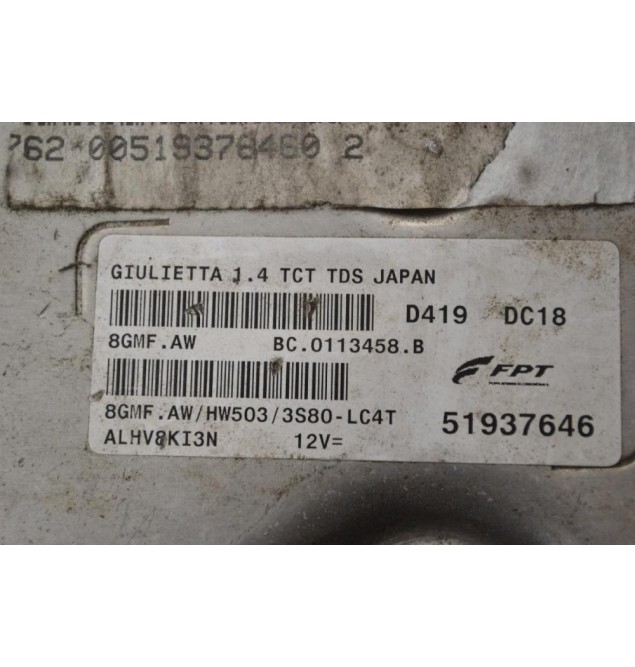 762-00519378480 2
GIULIETTA 1.4 TCT TDS JAPAN
D419 DC18
8GMF.AW BC.0113458.B
FPT
8GMF.AW/HW503/3S80-LC4T 51937646
ALHV8KI3N 12V=